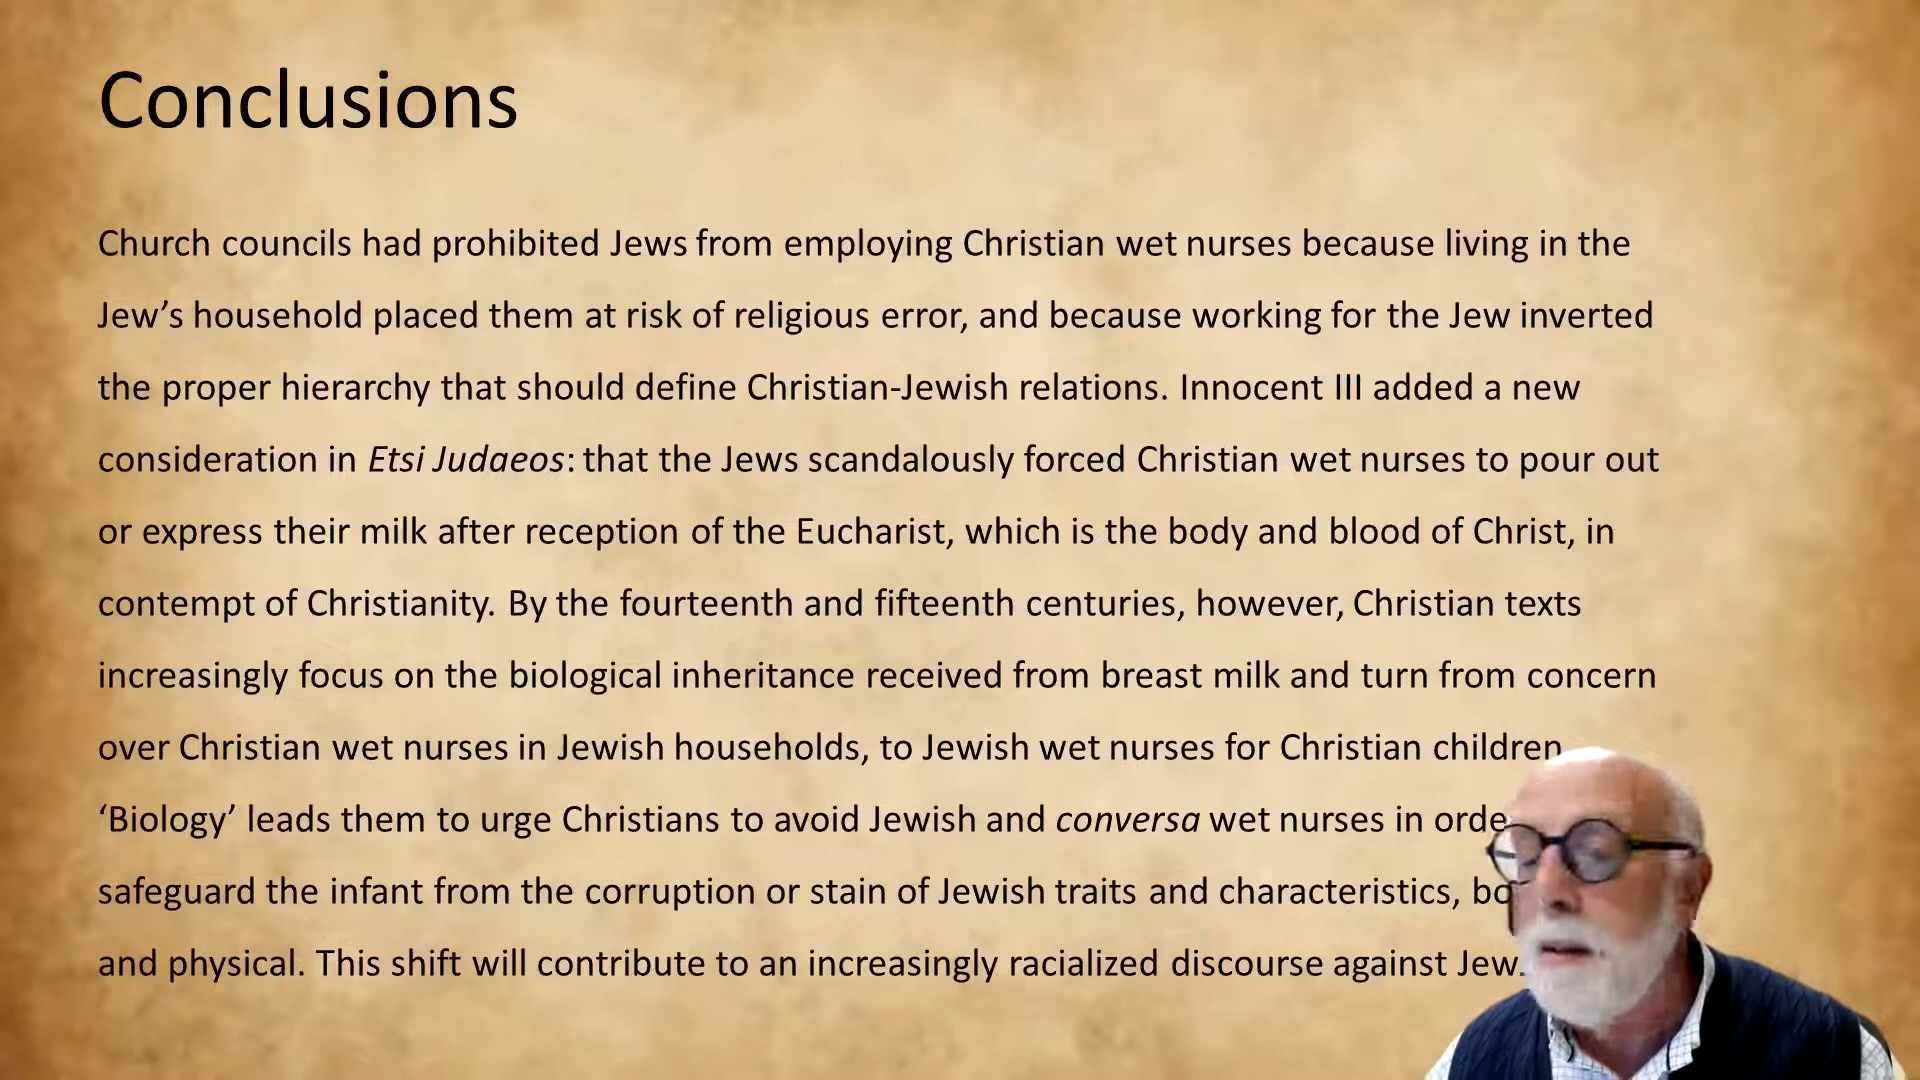 Conclusions
Church councils had prohibited Jews from employing Christian wet nurses because living in the
Jew’s household placed them at risk of religious error, and because working for the Jew inverted
the proper hierarchy that should define Christian-Jewish relations. Innocent III added a new
consideration in Etsi Judaeos: that the Jews scandalously forced Christian wet nurses to pour out
or express their milk after reception of the Eucharist, which is the body and blood of Christ, in
contempt of Christianity. By the fourteenth and fifteenth centuries, however, Christian texts
increasingly focus on the biological inheritance received from breast milk and turn from concern
over Christian wet nurses in Jewish households, to Jewish wet nurses for Christian children
‘Biology’ leads them to urge Christians to avoid Jewish and conversa wet nurses in
safeguard the infant from the corruption or stain of Jewish traits and characteristics,
and physical. This shift will contribute to an increasingly racialized discourse against